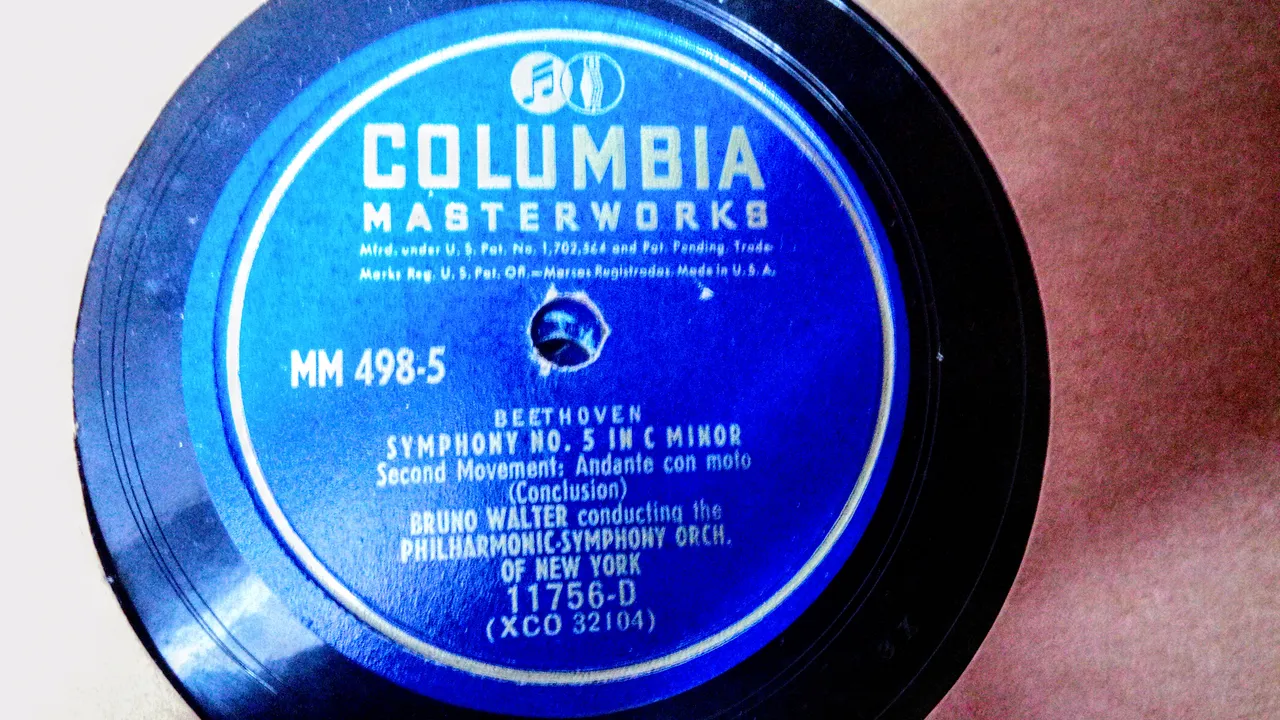 COLUMBIA
MASTERWORKS
Mfrd. under U. S. Pat. No. 1,702,564 and Pat. Pending. Trade-
Marks Reg. U. S. Pat. Off.—Marcas Registradas. Made in U. S. A.
MM 498-5
BEETHOVEN
SYMPHONY NO. 5 IN C MINOR
Second Movement: Andante con moto
(Conclusion)
BRUNO WALTER conducting the
PHILHARMONIC-SYMPHONY ORCH.
OF NEW YORK
11756-D
(XCO 32104)